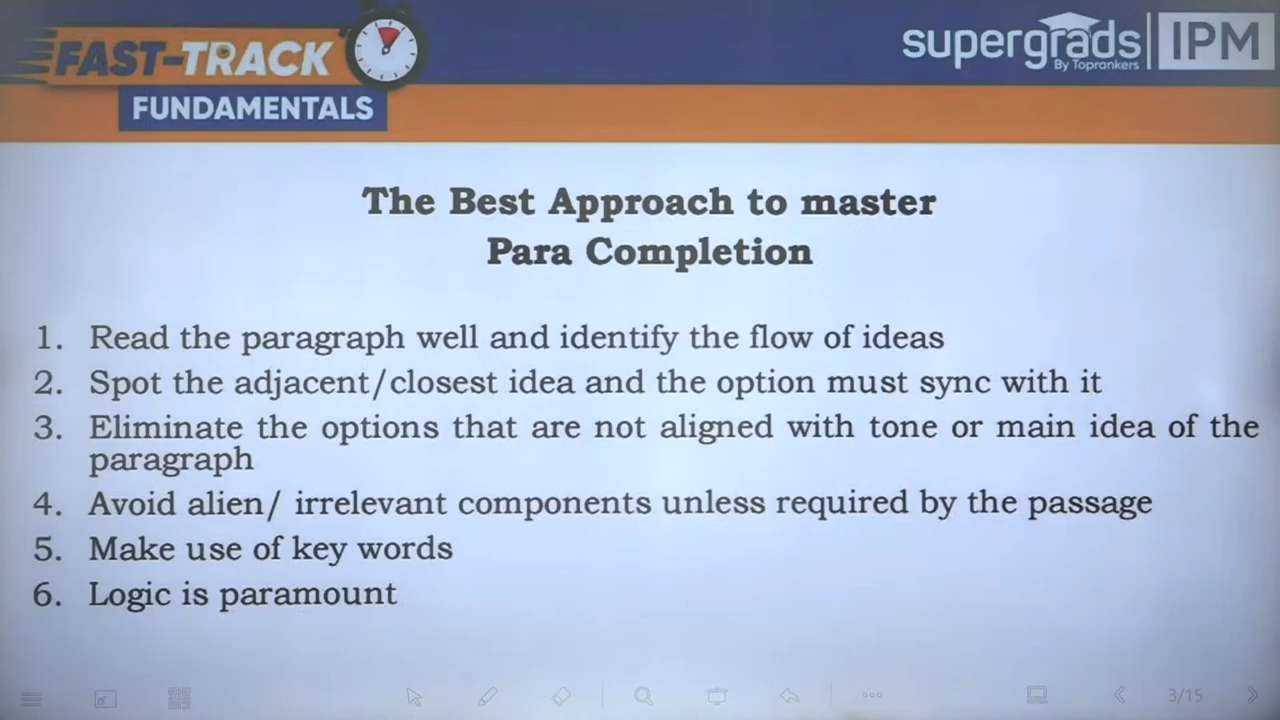 FAST-TRACK
FUNDAMENTALS
supergrads
By Toprankers
IPM
The Best Approach to master
Para Completion
1. Read the paragraph well and identify the flow of ideas
2. Spot the adjacent/closest idea and the option must sync with it
3. Eliminate the options that are not aligned with tone or main idea of the
paragraph
4. Avoid alien/ irrelevant components unless required by the passage
5. Make use of key words
6. Logic is paramount
3/15